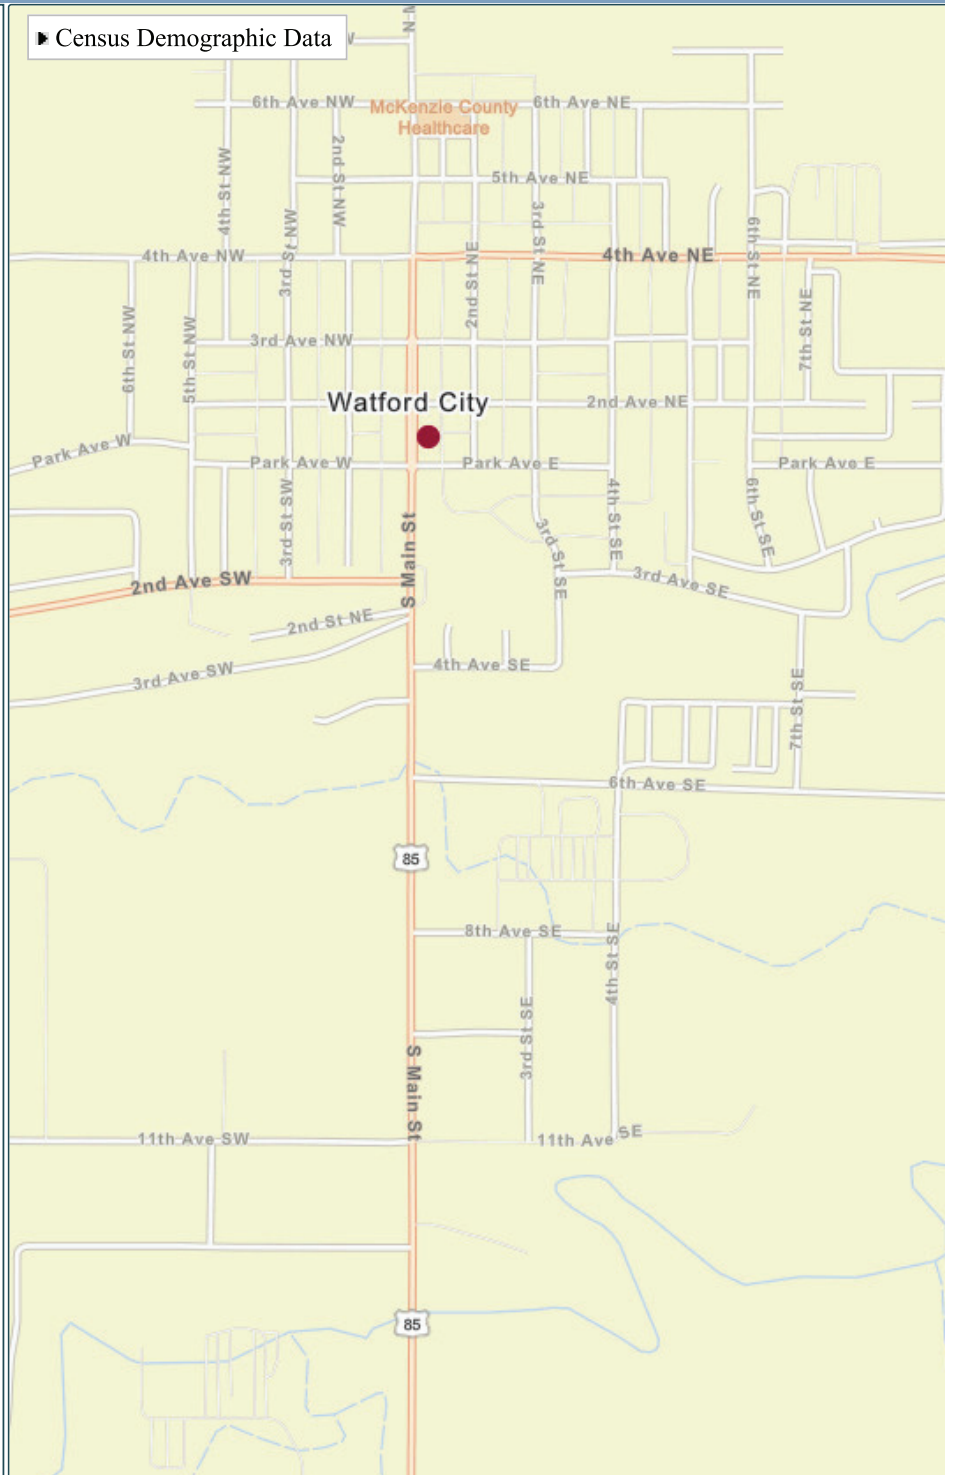 Census Demographic Data
6th Ave NW
McKenzie County
Healthcare
6th Ave NE
2nd St NW
4th St NW
5th Ave NE
3rd St NW
3rd St NE
6th St NE
4th Ave NW
4th Ave NE
2nd St NE
7th St NE
6th St NW
5th St NW
3rd Ave NW
Watford City
2nd Ave NE
Park Ave W
Park Ave W
Park Ave E
Park Ave E
3rd St SW
4th St SE
6th St SE
S Main St
3rd St SE
2nd Ave SW
3rd Ave SE
2nd St NE
3rd Ave SW
4th Ave SE
7th St SE
6th Ave SE
85
8th Ave SE
4th St SE
3rd St SE
S Main St
11th Ave SW
11th Ave SE
85